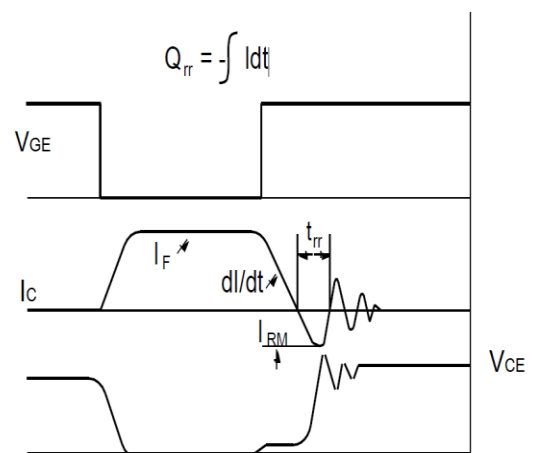 Qrr = -∫ Idt
VGE
trr
IF
dI/dt
IC
IRM
VCE